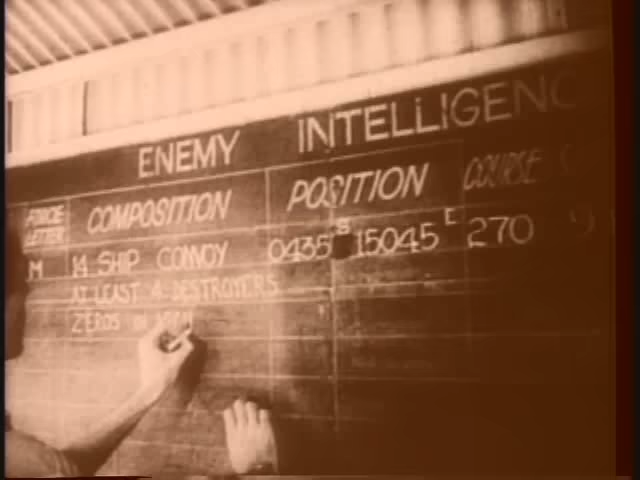 ENEMY INTELLIGENC
FORCE LETTER COMPOSITION POSITION COURSE
M 14 SHIP CONVOY 0435 S 15045 E 270
AT LEAST 4 DESTROYERS
ZEROS